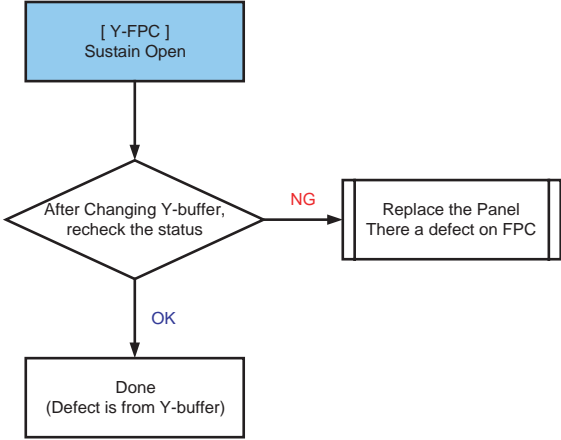 [ Y-FPC ]
Sustain Open
After Changing Y-buffer,
recheck the status
NG
Replace the Panel
There a defect on FPC
OK
Done
(Defect is from Y-buffer)